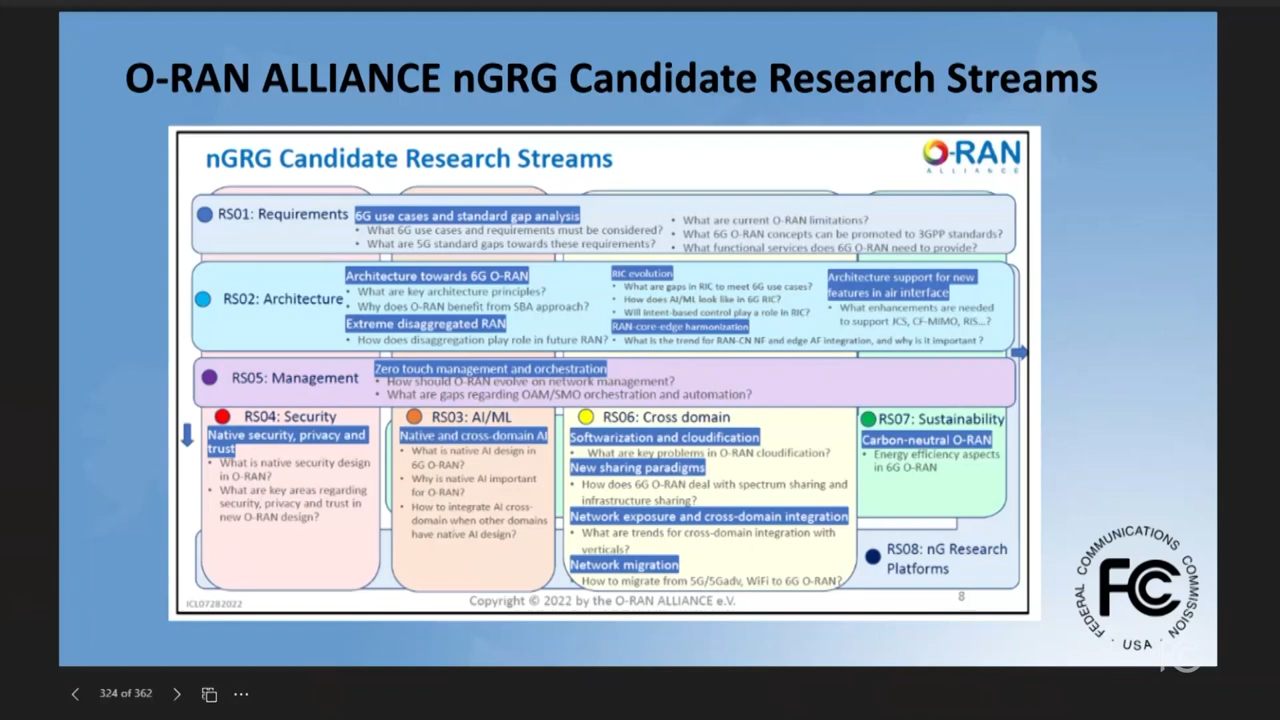 O-RAN ALLIANCE nGRG Candidate Research Streams
nGRG Candidate Research Streams
O-RAN
ALLIANCE
RS01: Requirements
6G use cases and standard gap analysis
• What 6G use cases and requirements must be considered?
• What are 5G standard gaps towards these requirements?
• What are current O-RAN limitations?
• What 6G O-RAN concepts can be promoted to 3GPP standards?
• What functional services does 6G O-RAN need to provide?
RS02: Architecture
Architecture towards 6G O-RAN
• What are key architecture principles?
• Why does O-RAN benefit from SBA approach?
Extreme disaggregated RAN
• How does disaggregation play role in future RAN?
RIC evolution
• What are gaps in RIC to meet 6G use cases?
• How does AI/ML look like in 6G RIC?
• Will intent-based control play a role in RIC?
RAN-core-edge harmonization
• What is the trend for RAN-CN NF and edge AF integration, and why is it important ?
Architecture support for new
features in air interface
• What enhancements are needed
to support JCS, CF-MIMO, RIS...?
RS05: Management
Zero touch management and orchestration
• How should O-RAN evolve on network management?
• What are gaps regarding OAM/SMO orchestration and automation?
RS04: Security
Native security, privacy and
trust
• What is native security design
in O-RAN?
• What are key areas regarding
security, privacy and trust in
new O-RAN design?
RS03: AI/ML
Native and cross-domain AI
• What is native AI design in
6G O-RAN?
• Why is native AI important
for O-RAN?
• How to integrate AI cross-
domain when other domains
have native AI design?
RS06: Cross domain
Softwarization and cloudification
What are key problems in O-RAN cloudification?
New sharing paradigms
• How does 6G O-RAN deal with spectrum sharing and
infrastructure sharing?
Network exposure and cross-domain integration
• What are trends for cross-domain integration with
verticals?
Network migration
• How to migrate from 5G/5Gadv, WiFi to 6G O-RAN?
RS07: Sustainability
Carbon-neutral O-RAN
• Energy efficiency aspects
in 6G O-RAN
RS08: nG Research
Platforms
ICL07282022
Copyright © 2022 by the O-RAN ALLIANCE e.V.
8
FEDERAL COMMUNICATIONS COMMISSION
FCC
· USA ·
324 of 362